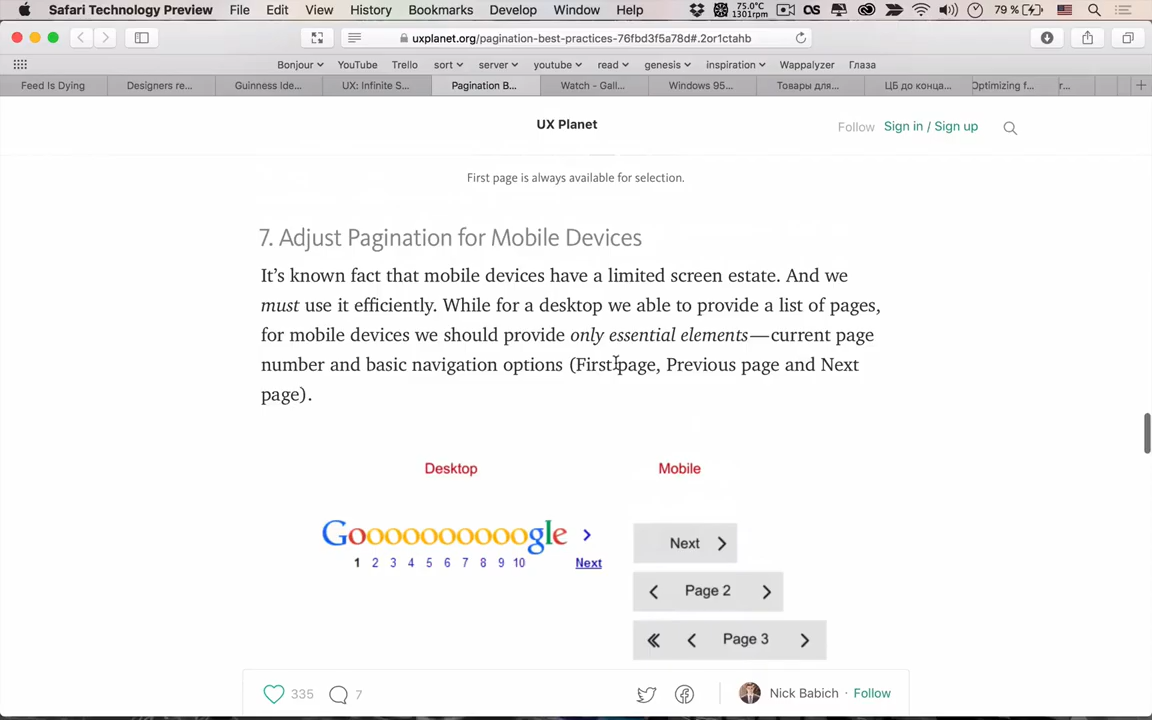 Safari Technology Preview File Edit View History Bookmarks Develop Window Help 75.0°C 1301rpm OS 79 %
uxplanet.org/pagination-best-practices-76fbd3f5a78d#.2or1ctahb
Bonjour YouTube Trello sort server youtube read genesis inspiration Wappalyzer Глаза
Feed Is Dying Designers re... Guinness Ide... UX: Infinite S... Pagination B... Watch - Gall... Windows 95... Товары для... ЦБ до конца... Optimizing f... r...
UX Planet
Follow Sign in / Sign up
First page is always available for selection.
7. Adjust Pagination for Mobile Devices
It’s known fact that mobile devices have a limited screen estate. And we
must use it efficiently. While for a desktop we able to provide a list of pages,
for mobile devices we should provide only essential elements — current page
number and basic navigation options (First page, Previous page and Next
page).
Desktop Mobile
Goooooooooogle >
1 2 3 4 5 6 7 8 9 10 Next
Next >
< Page 2 >
« < Page 3 >
335 7 Nick Babich · Follow